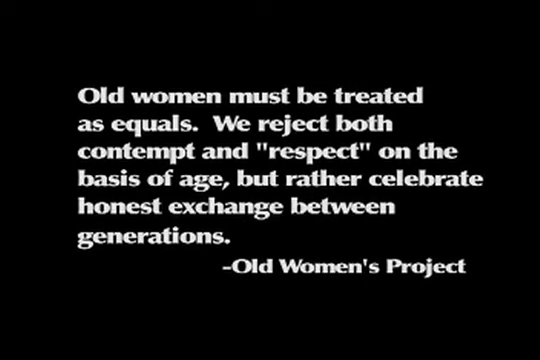 Old women must be treated
as equals.  We reject both
contempt and "respect" on the
basis of age, but rather celebrate
honest exchange between
generations.
-Old Women's Project